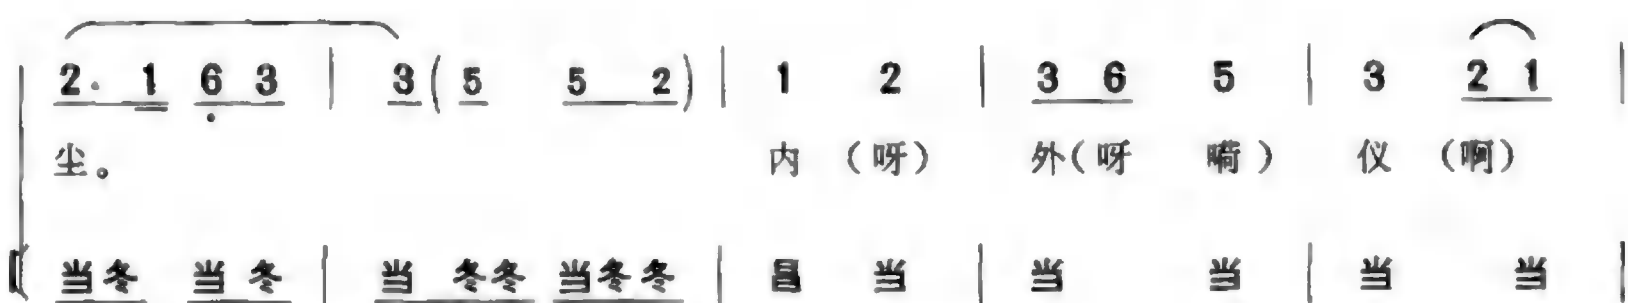 2. 1 6 3 | 3 ( 5 5 2 ) | 1 2 | 3 6 5 | 3 2 1 |
尘。 内 (呀) 外(呀 嗬) 仪 (啊)
当冬 当冬 | 当 冬冬 当冬冬 | 昌 当 | 当 当 | 当 当 |